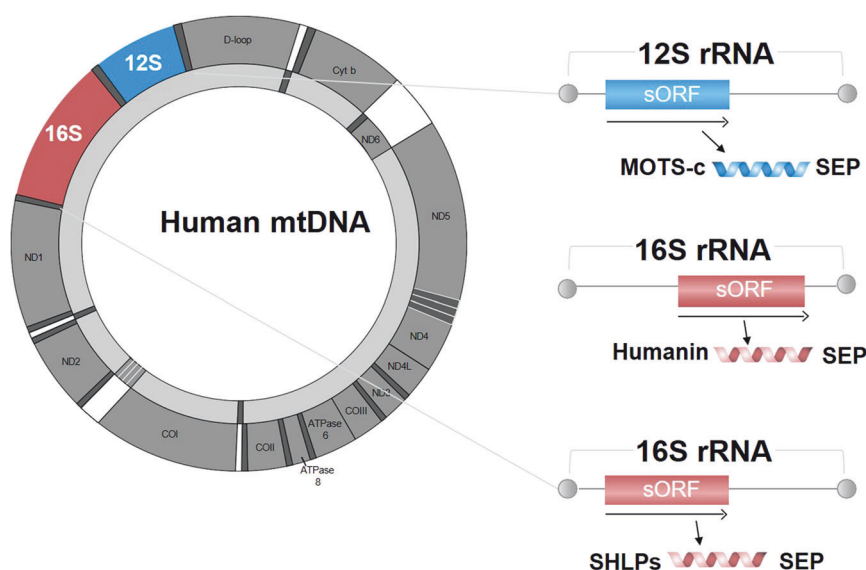 D-loop
Cyt b
ND6
ND5
ND4
ND4L
ND3
COIII
ATPase
6
ATPase
8
COII
COI
ND2
ND1
16S
12S
Human mtDNA
12S rRNA
sORF
MOTS-c SEP
16S rRNA
sORF
Humanin SEP
16S rRNA
sORF
SHLPs SEP